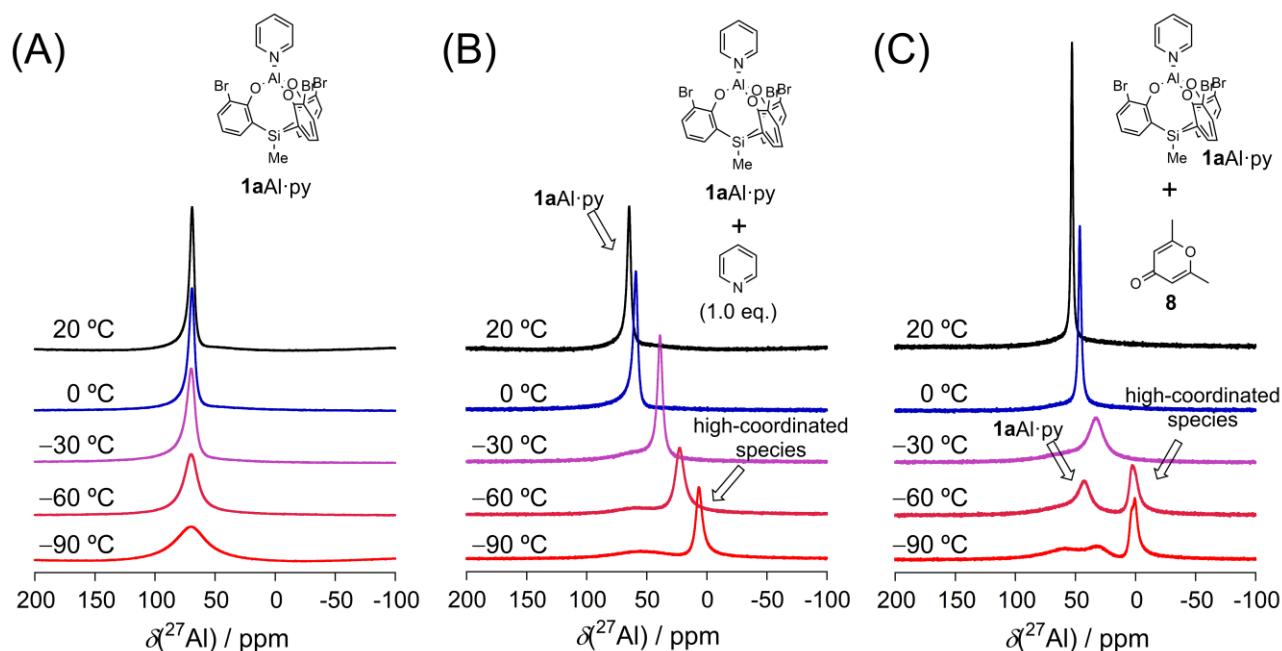 (A)
N
Al
Br
O
O
O
Br
Br
Si
Me
1aAl·py
20 ºC
0 ºC
–30 ºC
–60 ºC
–90 ºC
200 150 100 50 0 -50 -100
δ(²⁷Al) / ppm
(B)
N
Al
Br
O
O
O
Br
Br
Si
Me
1aAl·py
1aAl·py
+
N
(1.0 eq.)
20 ºC
0 ºC
–30 ºC
high-coordinated
species
–60 ºC
–90 ºC
200 150 100 50 0 -50 -100
δ(²⁷Al) / ppm
(C)
N
Al
Br
O
O
O
Br
Br
Si
Me
1aAl·py
+
O
O
8
20 ºC
0 ºC
high-coordinated
species
–30 ºC
1aAl·py
–60 ºC
–90 ºC
200 150 100 50 0 -50 -100
δ(²⁷Al) / ppm